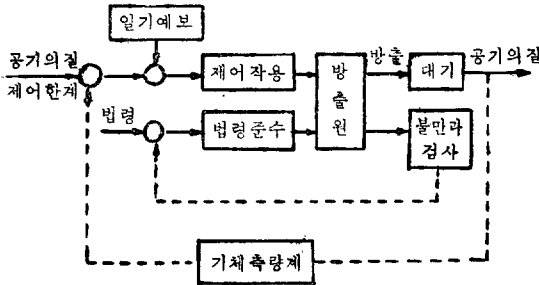 일기예보
공기의질
제어한계
제어작용
방출원
방출
대기
공기의질
법령
법령준수
불만과
검사
기체측량계